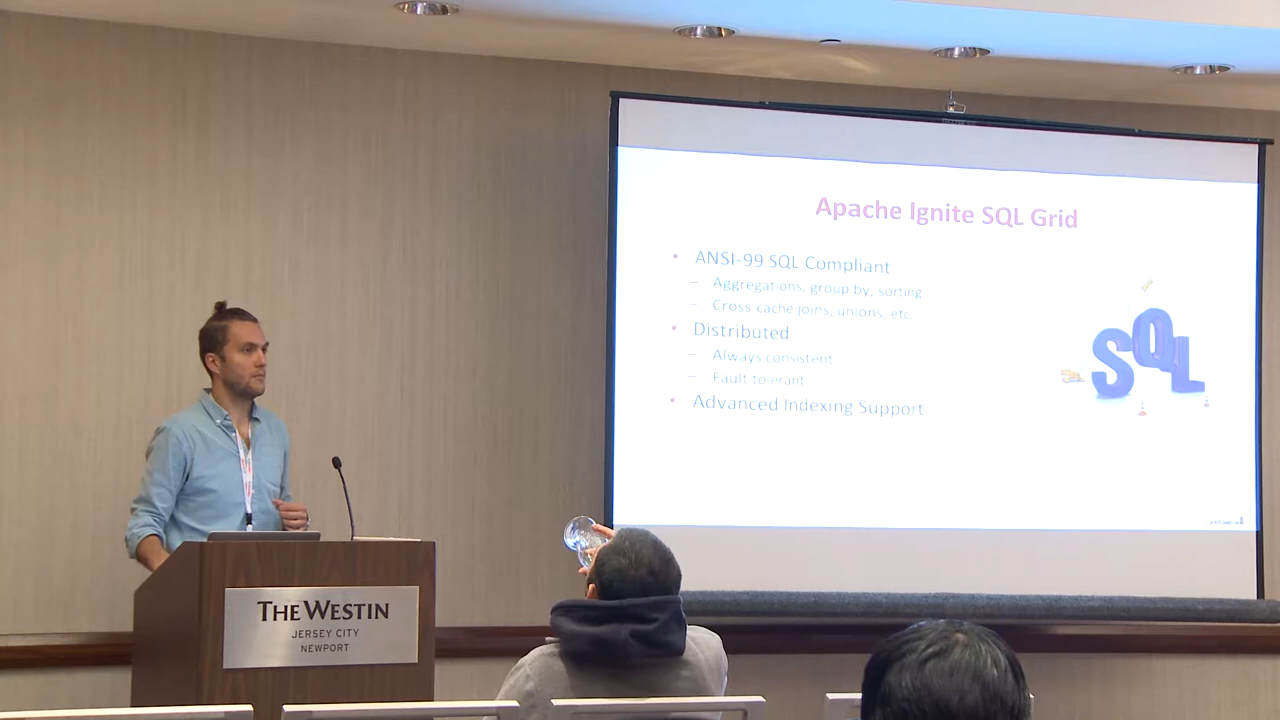 Apache Ignite SQL Grid
• ANSI-99 SQL Compliant
– Aggregations, group by, sorting
– Cross-cache joins, unions, etc.
• Distributed
– Always consistent
– Fault tolerant
• Advanced Indexing Support
SQL
THE WESTIN
JERSEY CITY
NEWPORT